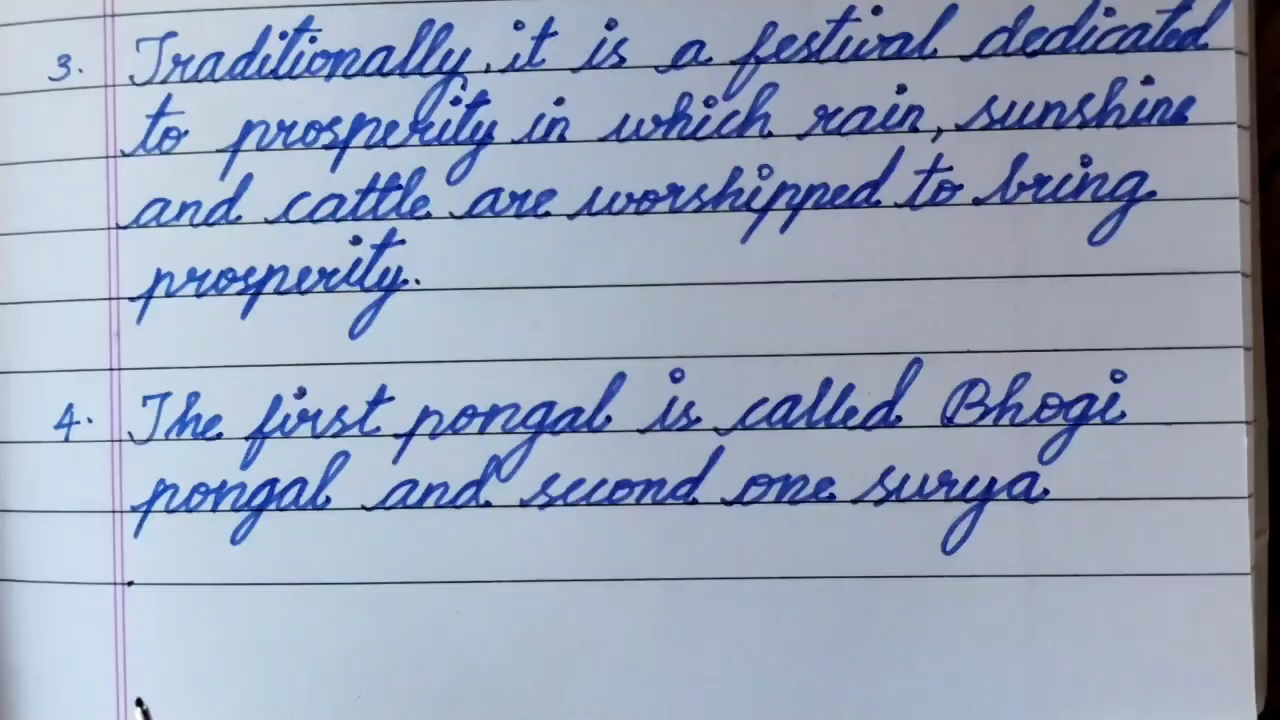 3. Traditionally, it is a festival dedicated
to prosperity in which rain, sunshine
and cattle are worshipped to bring
prosperity.
4. The first pongal is called Bhogi
pongal and second one surya